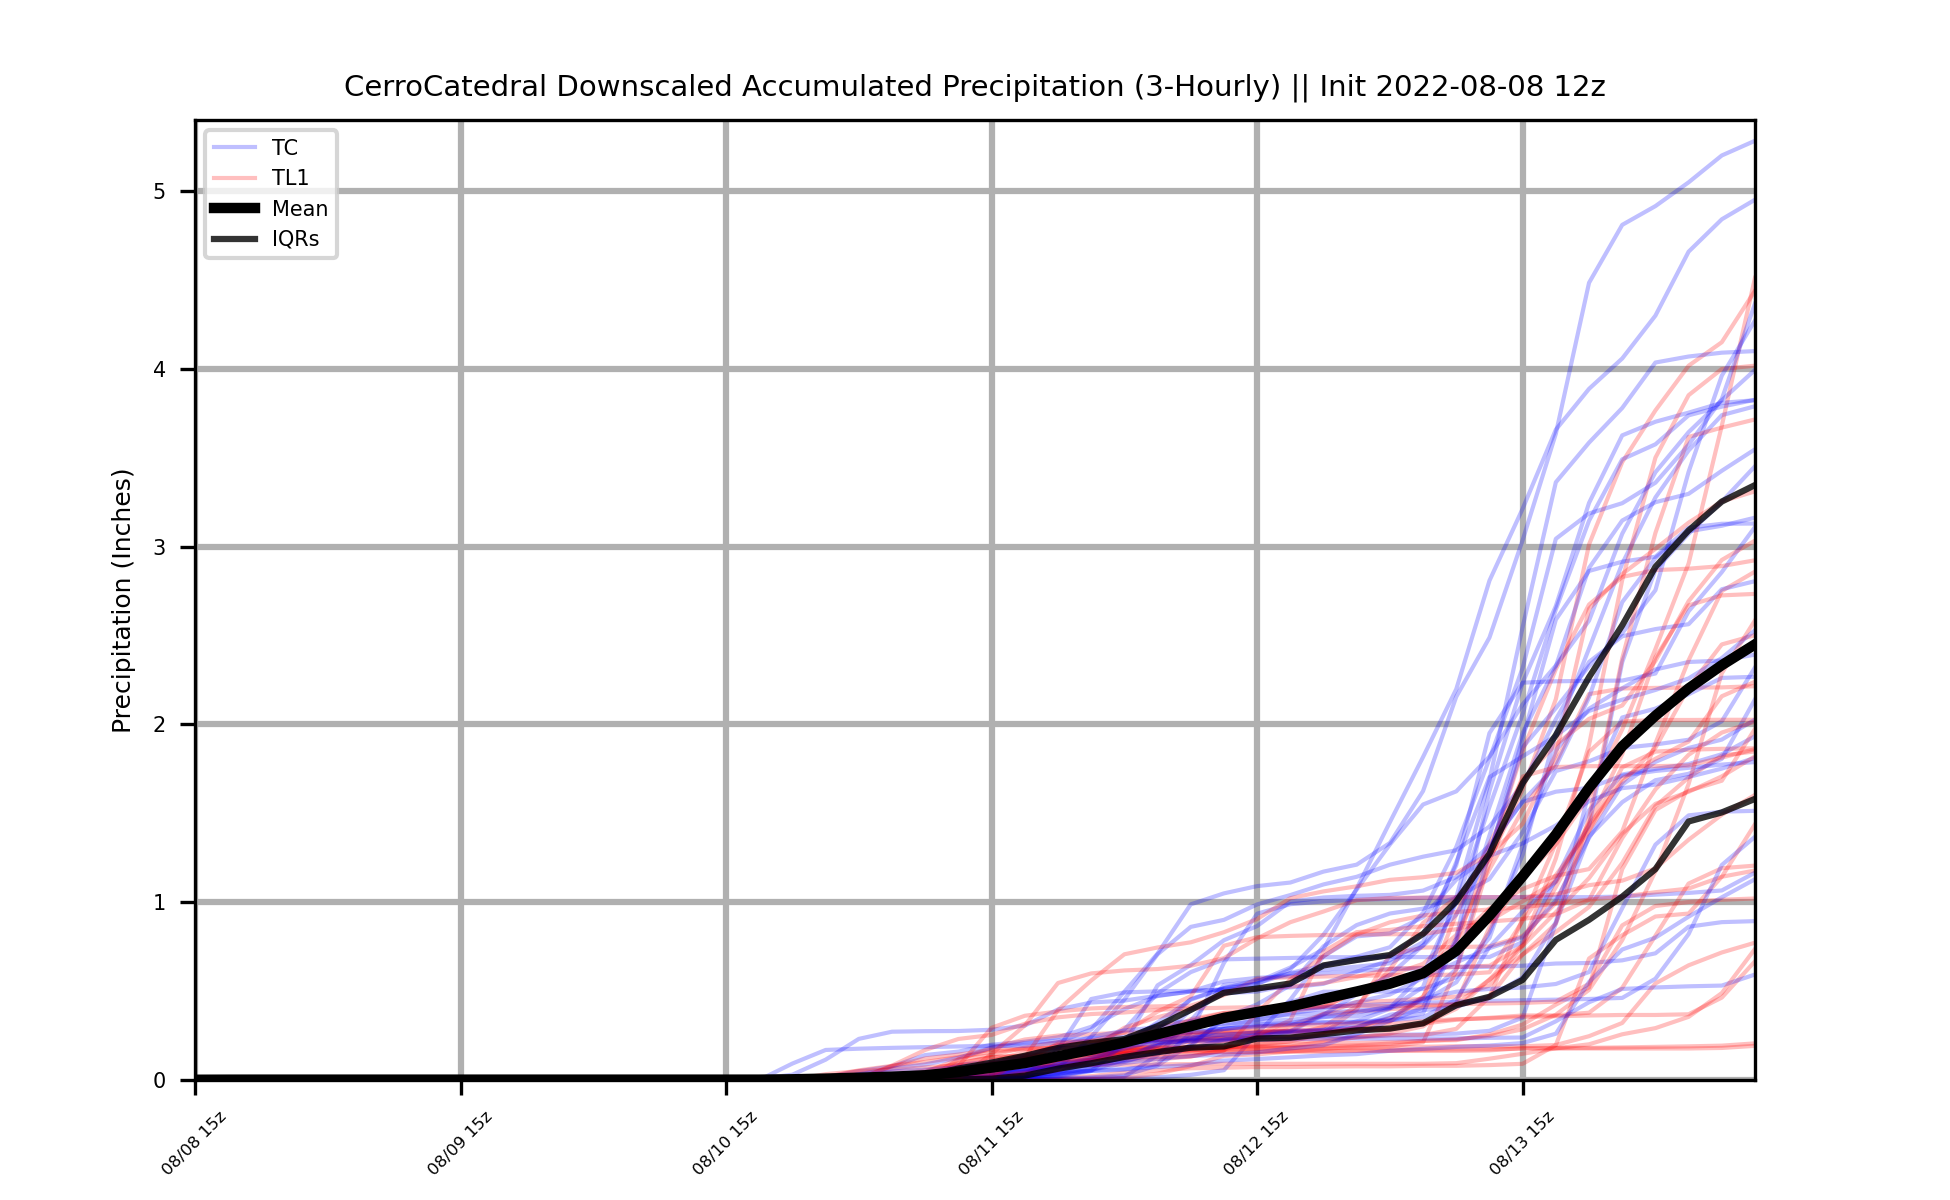 CerroCatedral Downscaled Accumulated Precipitation (3-Hourly) || Init 2022-08-08 12z
TC
TL1
Mean
IQRs
Precipitation (Inches)
5
4
3
2
1
0
08/08 15z
08/09 15z
08/10 15z
08/11 15z
08/12 15z
08/13 15z